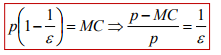 p(1 − 1/ε) = MC ⇒ (p − MC)/p = 1/ε